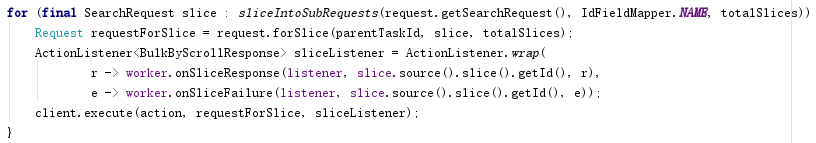 for (final SearchRequest slice : sliceIntoSubRequests(request.getSearchRequest(), IdFieldMapper.NAME, totalSlices))
Request requestForSlice = request.forSlice(parentTaskId, slice, totalSlices);
ActionListener<BulkByScrollResponse> sliceListener = ActionListener.wrap(
r -> worker.onSliceResponse(listener, slice.source().slice().getId(), r),
e -> worker.onSliceFailure(listener, slice.source().slice().getId(), e));
client.execute(action, requestForSlice, sliceListener);
}